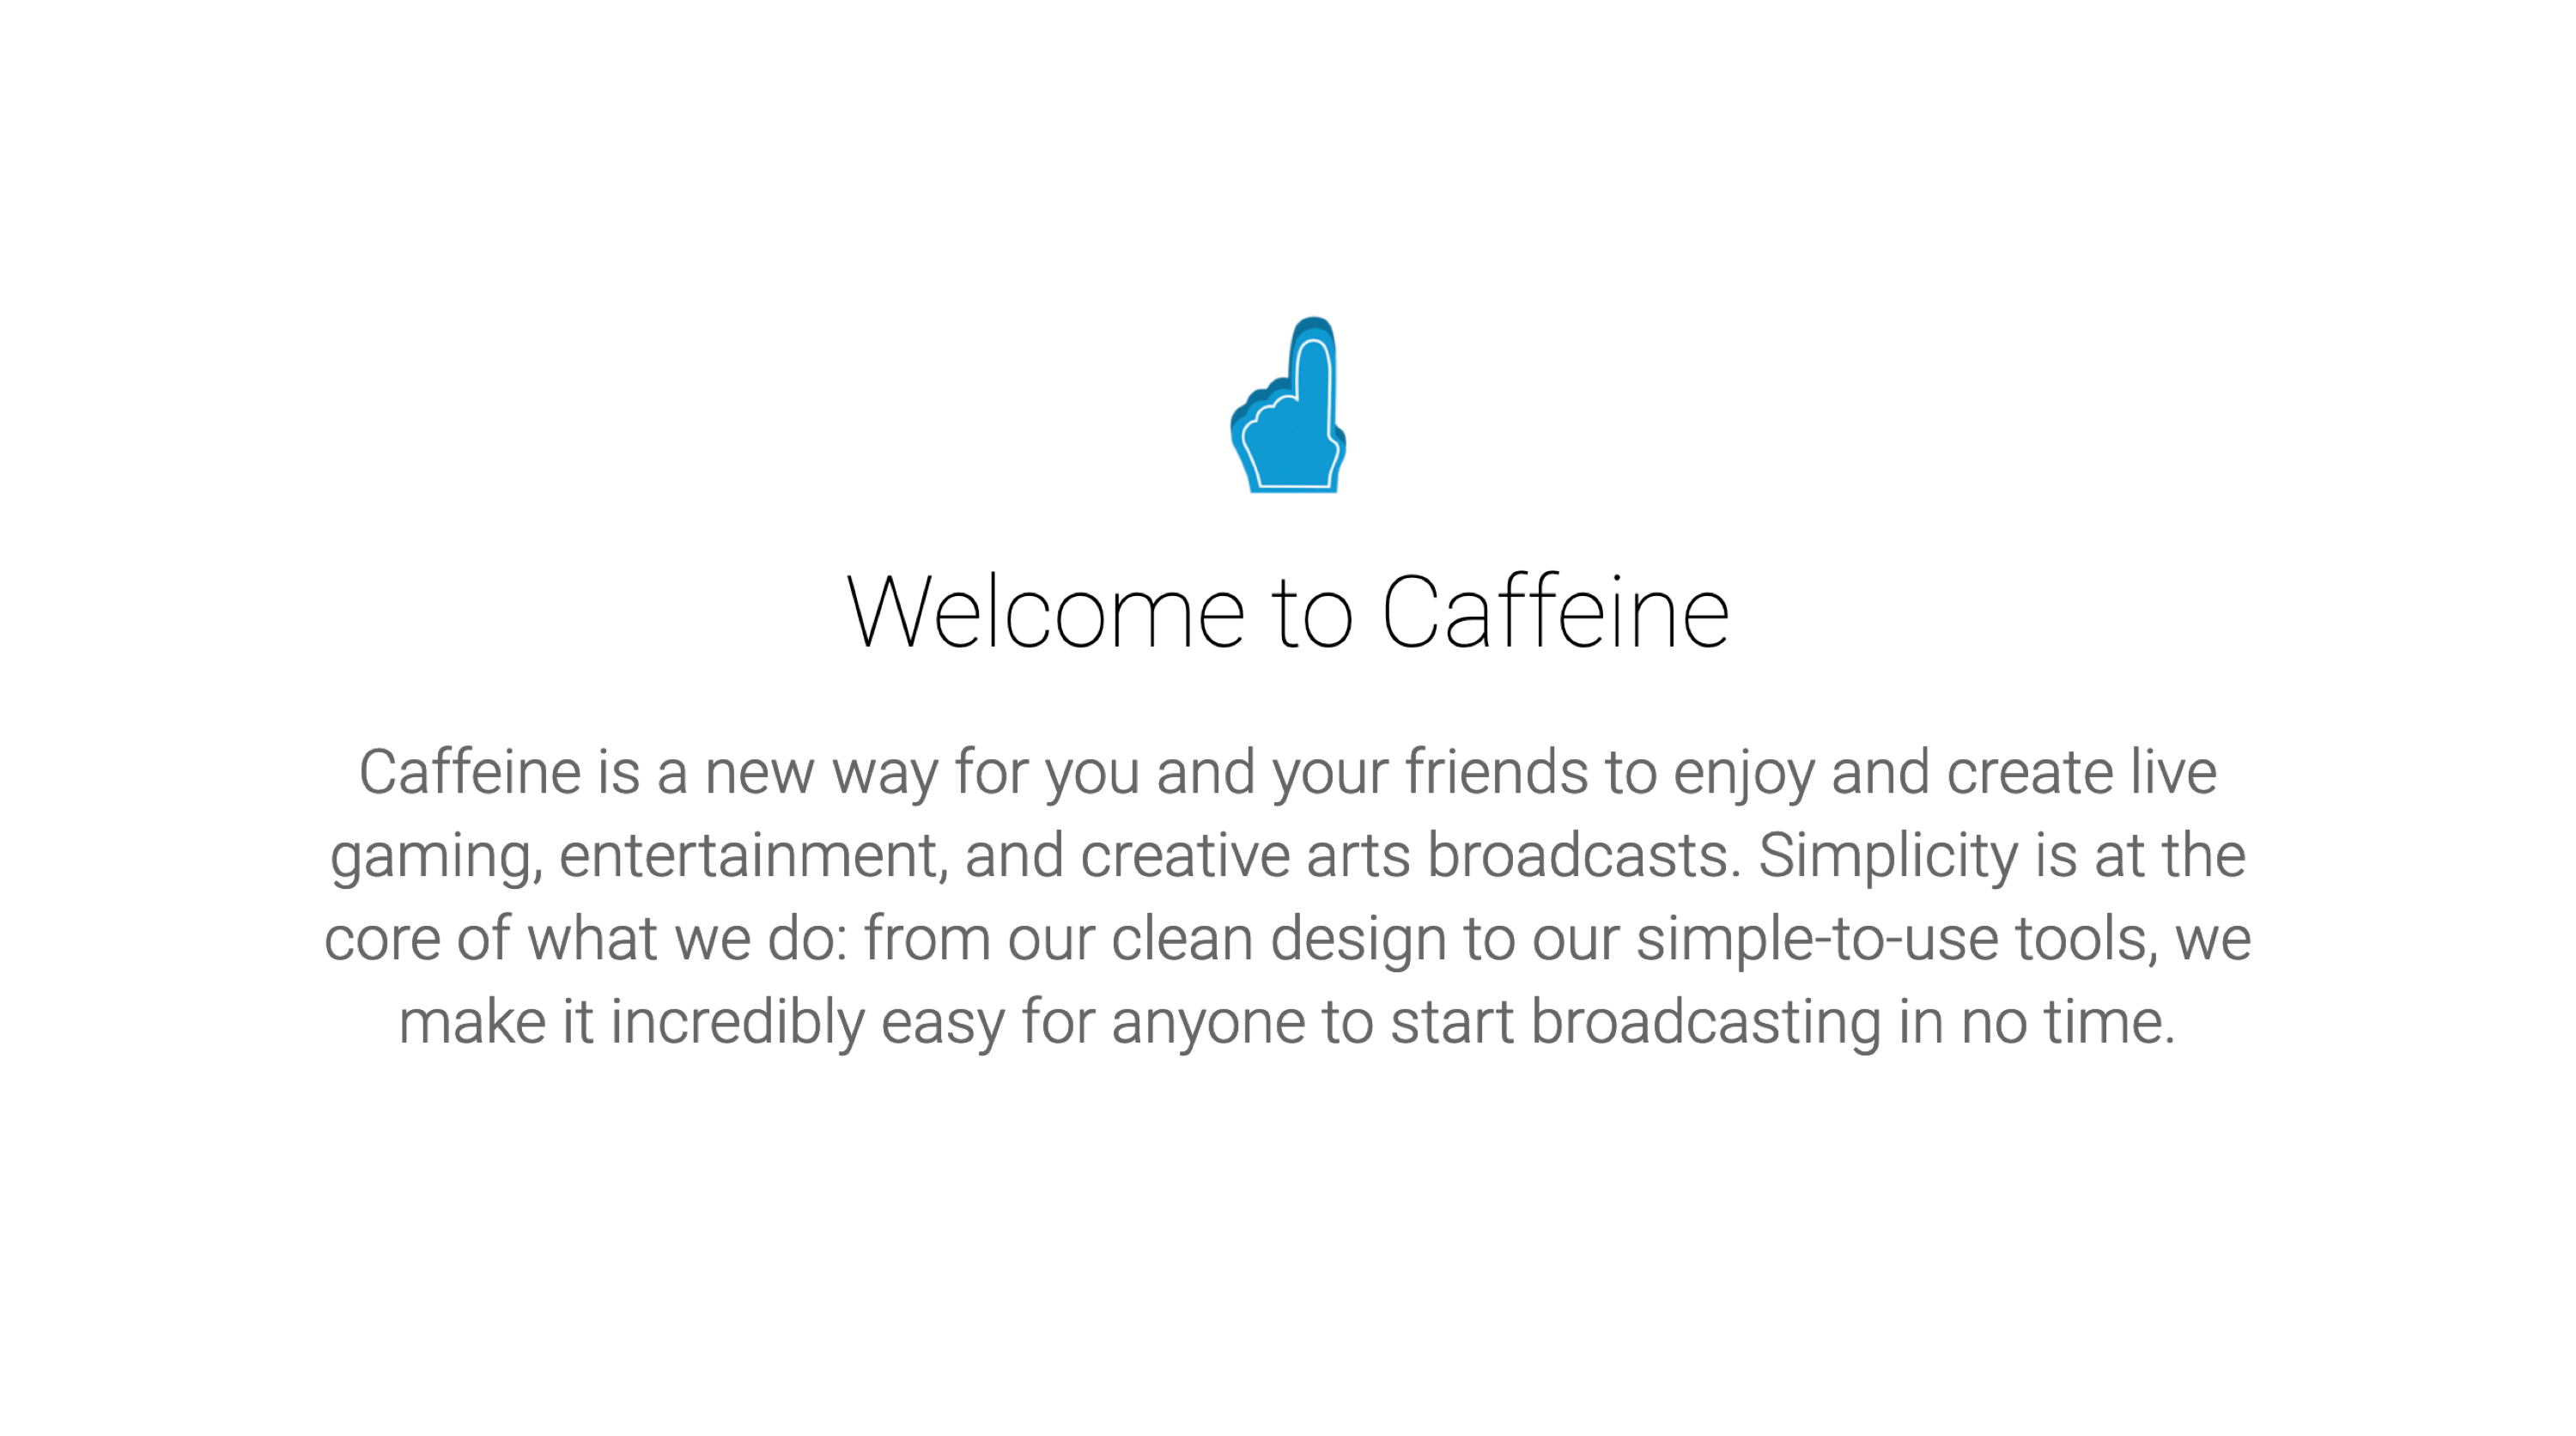 Welcome to Caffeine
Caffeine is a new way for you and your friends to enjoy and create live
gaming, entertainment, and creative arts broadcasts. Simplicity is at the
core of what we do: from our clean design to our simple-to-use tools, we
make it incredibly easy for anyone to start broadcasting in no time.